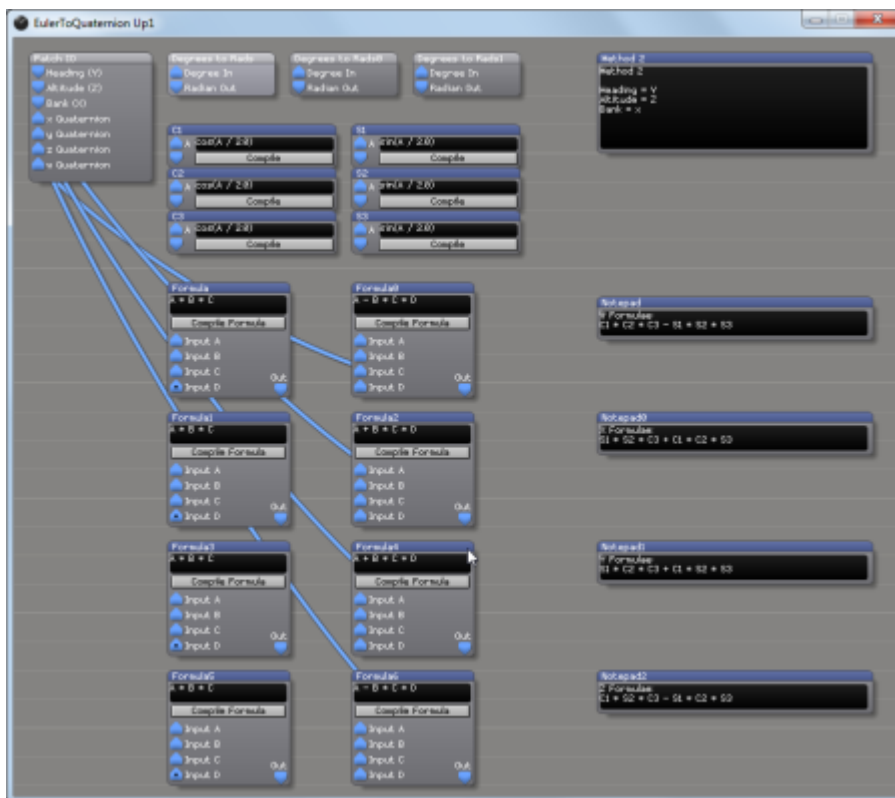 EulerToQuaternion Up1
Patch IO
Heading (Y)
Altitude (Z)
Bank (X)
x Quaternion
y Quaternion
z Quaternion
w Quaternion
Degrees to Rads
Degree In
Radian Out
Degrees to Rads0
Degree In
Radian Out
Degrees to Rads1
Degree In
Radian Out
Method 2
Method 2
Heading = Y
Altitude = Z
Bank = x
C1
A cos(A / 2.0)
Compile
S1
A sin(A / 2.0)
Compile
C2
A cos(A / 2.0)
Compile
S2
A sin(A / 2.0)
Compile
C3
A cos(A / 2.0)
Compile
S3
A sin(A / 2.0)
Compile
Formula
A * B * C
Compile Formula
Input A
Input B
Input C
Input D
Out
Formula0
A - B * C * D
Compile Formula
Input A
Input B
Input C
Input D
Out
Notepad
W Formulae:
C1 * C2 * C3 - S1 * S2 * S3
Formula1
A * B * C
Compile Formula
Input A
Input B
Input C
Input D
Out
Formula2
A + B * C * D
Compile Formula
Input A
Input B
Input C
Input D
Out
Notepad0
X Formulae:
S1 * S2 * C3 + C1 * C2 * S3
Formula3
A * B * C
Compile Formula
Input A
Input B
Input C
Input D
Out
Formula4
A + B * C * D
Compile Formula
Input A
Input B
Input C
Input D
Out
Notepad1
Y Formulae:
S1 * C2 * C3 + C1 * S2 * S3
Formula5
A * B * C
Compile Formula
Input A
Input B
Input C
Input D
Out
Formula6
A - B * C * D
Compile Formula
Input A
Input B
Input C
Input D
Out
Notepad2
Z Formulae:
C1 * S2 * C3 - S1 * C2 * S3